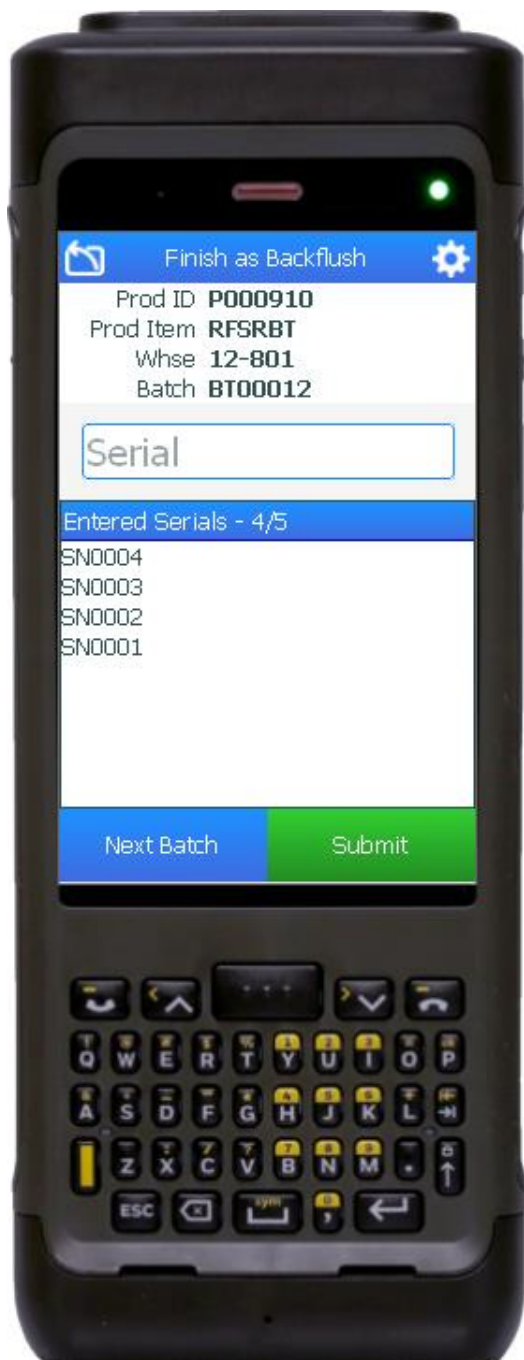 Finish as Backflush
Prod ID P000910
Prod Item RFSRBT
Whse 12-801
Batch BT00012
Serial
Entered Serials - 4/5
SN0004
SN0003
SN0002
SN0001
Next Batch Submit
Q W E R T Y U I O P
A S D F G H J K L
Z X C V B N M .
ESC sym ,